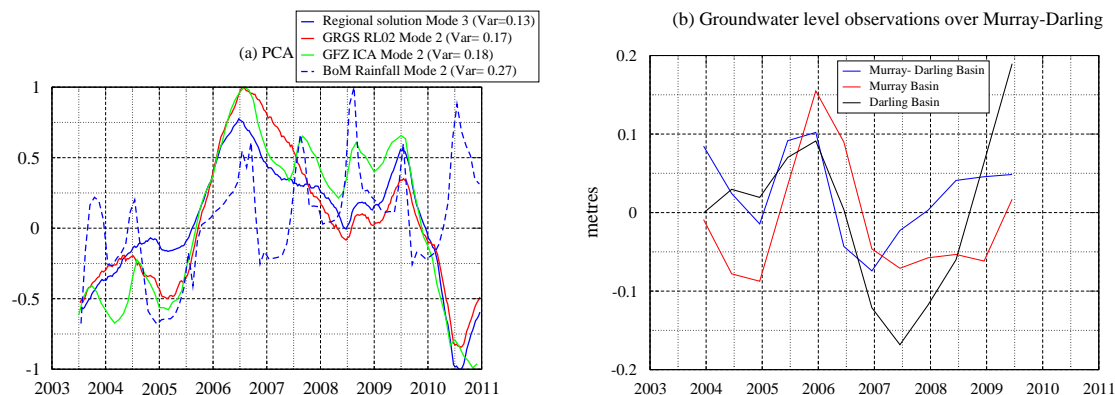 (a) PCA
Regional solution Mode 3 (Var=0.13)
GRGS RL02 Mode 2 (Var= 0.17)
GFZ ICA Mode 2 (Var= 0.18)
BoM Rainfall Mode 2 (Var= 0.27)
1
0.5
0
-0.5
-1
2003 2004 2005 2006 2007 2008 2009 2010 2011
(b) Groundwater level observations over Murray-Darling
Murray- Darling Basin
Murray Basin
Darling Basin
metres
0.2
0.1
0
-0.1
-0.2
2003 2004 2005 2006 2007 2008 2009 2010 2011